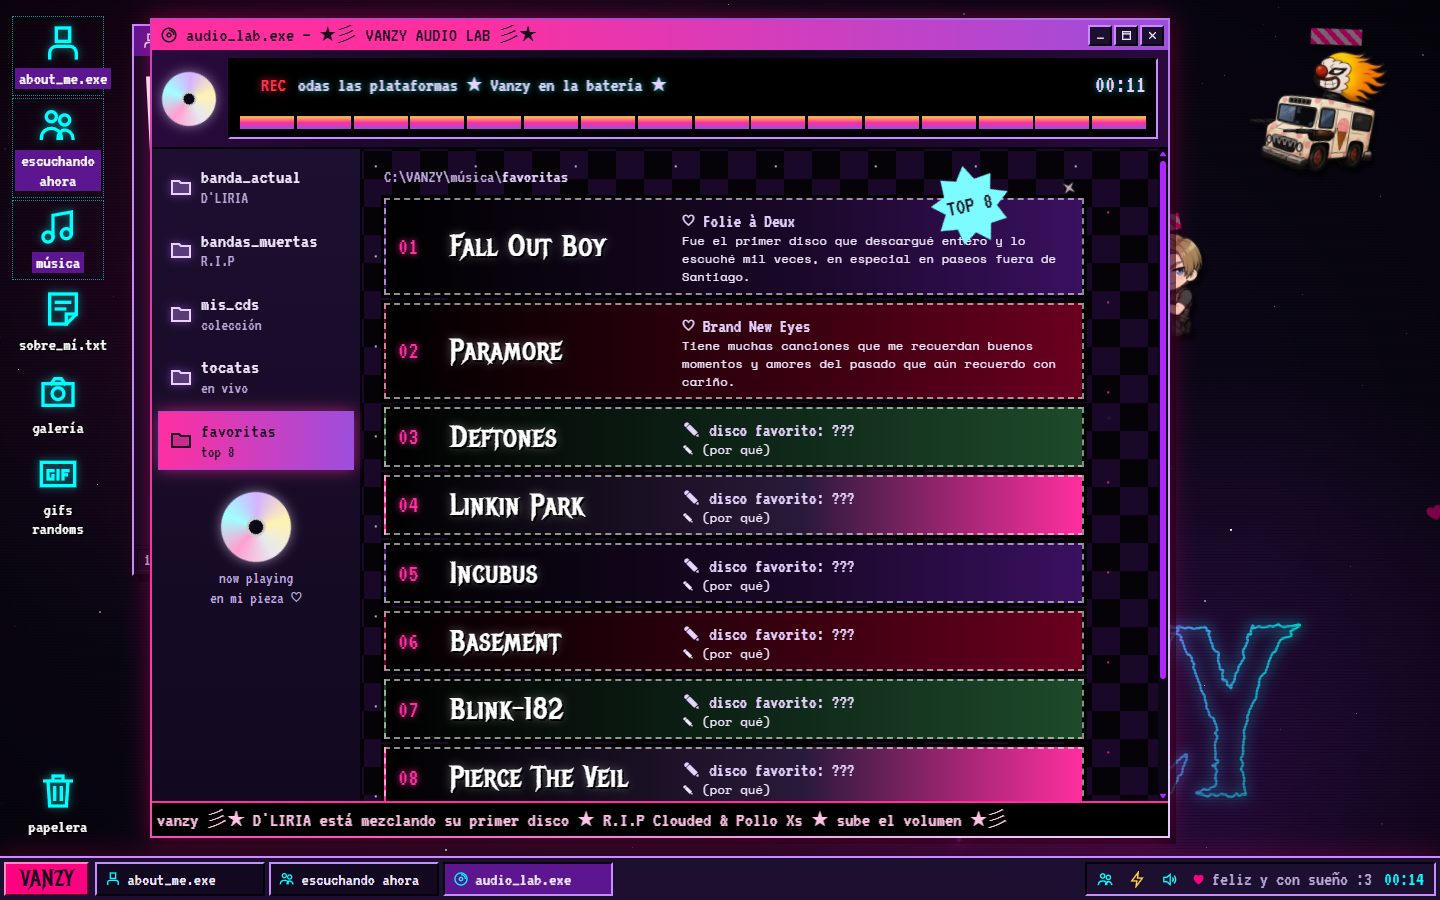 about_me.exe
escuchando
ahora
música
sobre_mí.txt
galería
GIF
gifs
randoms
papelera
audio_lab.exe - ★彡 VANZY AUDIO LAB 彡★
REC odas las plataformas ★ Vanzy en la batería ★
00:11
banda_actual
D'LIRIA
bandas_muertas
R.I.P
mis_cds
colección
tocatas
en vivo
favoritas
top 8
now playing
en mi pieza ♡
C:\VANZY\música\favoritas
TOP 8
01
FALL OUT BOY
♡ Folie à Deux
Fue el primer disco que descargué entero y lo
escuché mil veces, en especial en paseos fuera de
Santiago.
02
PARAMORE
♡ Brand New Eyes
Tiene muchas canciones que me recuerdan buenos
momentos y amores del pasado que aún recuerdo con
cariño.
03
DEFTONES
✎ disco favorito: ???
✎ (por qué)
04
LINKIN PARK
✎ disco favorito: ???
✎ (por qué)
05
INCUBUS
✎ disco favorito: ???
✎ (por qué)
06
BASEMENT
✎ disco favorito: ???
✎ (por qué)
07
BLINK-182
✎ disco favorito: ???
✎ (por qué)
08
PIERCE THE VEIL
✎ disco favorito: ???
✎ (por qué)
vanzy 彡★ D'LIRIA está mezclando su primer disco ★ R.I.P Clouded & Pollo Xs ★ sube el volumen ★彡
Y
VANZY
about_me.exe
escuchando ahora
audio_lab.exe
♥ feliz y con sueño :3
00:14